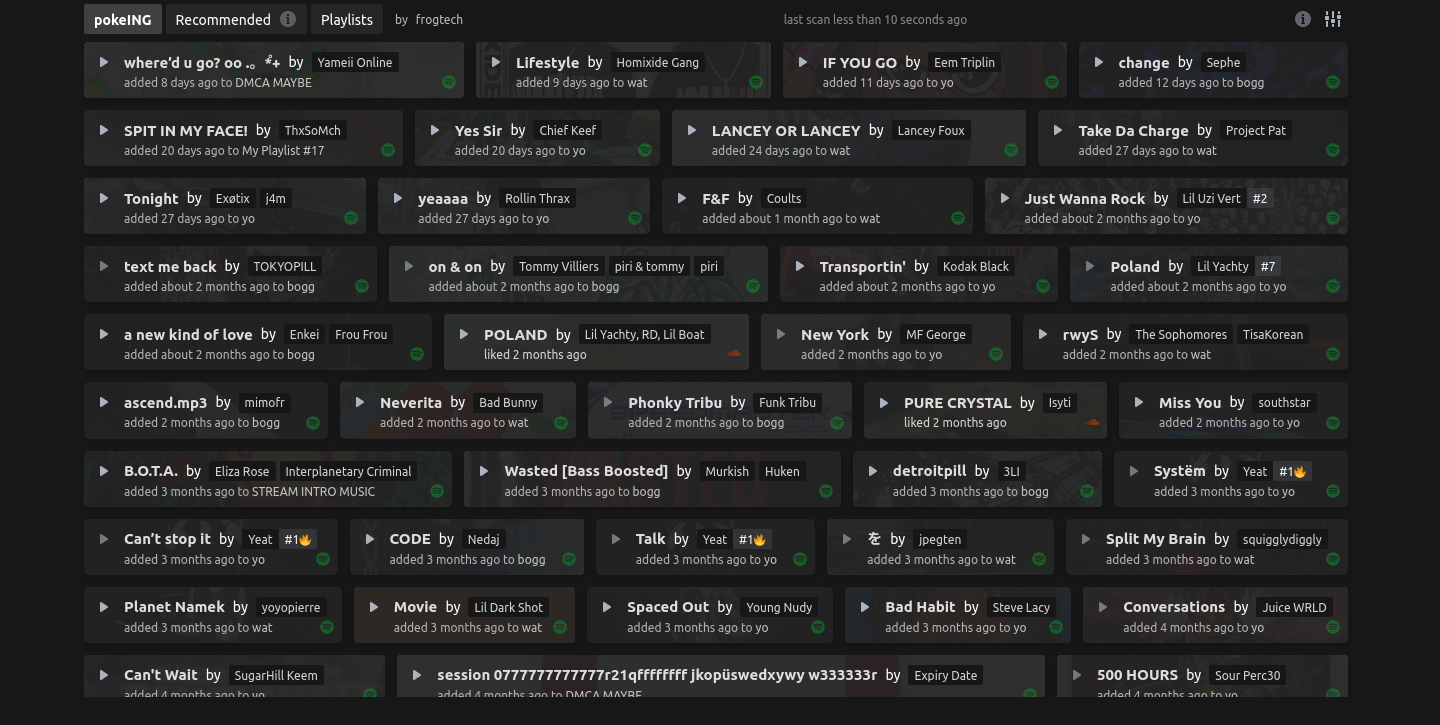 pokeING Recommended Playlists by frogtech last scan less than 10 seconds ago
where'd u go? oo .。 ᰔ+ by Yameii Online
added 8 days ago to DMCA MAYBE
Lifestyle by Homixide Gang
added 9 days ago to wat
IF YOU GO by Eem Triplin
added 11 days ago to yo
change by Sephe
added 12 days ago to bogg
SPIT IN MY FACE! by ThxSoMch
added 20 days ago to My Playlist #17
Yes Sir by Chief Keef
added 20 days ago to yo
LANCEY OR LANCEY by Lancey Foux
added 24 days ago to wat
Take Da Charge by Project Pat
added 27 days ago to wat
Tonight by Exøtix j4m
added 27 days ago to yo
yeaaaa by Rollin Thrax
added 27 days ago to yo
F&F by Coults
added about 1 month ago to wat
Just Wanna Rock by Lil Uzi Vert #2
added about 2 months ago to yo
text me back by TOKYOPILL
added about 2 months ago to bogg
on & on by Tommy Villiers piri & tommy piri
added about 2 months ago to bogg
Transportin' by Kodak Black
added about 2 months ago to yo
Poland by Lil Yachty #7
added about 2 months ago to yo
a new kind of love by Enkei Frou Frou
added about 2 months ago to bogg
POLAND by Lil Yachty, RD, Lil Boat
liked 2 months ago
New York by MF George
added 2 months ago to yo
rwyS by The Sophomores TisaKorean
added 2 months ago to wat
ascend.mp3 by mimofr
added 2 months ago to bogg
Neverita by Bad Bunny
added 2 months ago to wat
Phonky Tribu by Funk Tribu
added 2 months ago to bogg
PURE CRYSTAL by Isyti
liked 2 months ago
Miss You by southstar
added 2 months ago to yo
B.O.T.A. by Eliza Rose Interplanetary Criminal
added 3 months ago to STREAM INTRO MUSIC
Wasted [Bass Boosted] by Murkish Huken
added 3 months ago to bogg
detroitpill by 3LI
added 3 months ago to bogg
Systëm by Yeat #1🔥
added 3 months ago to yo
Can't stop it by Yeat #1🔥
added 3 months ago to yo
CODE by Nedaj
added 3 months ago to bogg
Talk by Yeat #1🔥
added 3 months ago to yo
を by jpegten
added 3 months ago to wat
Split My Brain by squigglydiggly
added 3 months ago to wat
Planet Namek by yoyopierre
added 3 months ago to wat
Movie by Lil Dark Shot
added 3 months ago to wat
Spaced Out by Young Nudy
added 3 months ago to yo
Bad Habit by Steve Lacy
added 3 months ago to yo
Conversations by Juice WRLD
added 4 months ago to yo
Can't Wait by SugarHill Keem
added 4 months ago to yo
session 0777777777777r21qffffffff jkopüswedxywy w333333r by Expiry Date
added 4 months ago to DMCA MAYBE
500 HOURS by Sour Perc30
added 4 months ago to yo